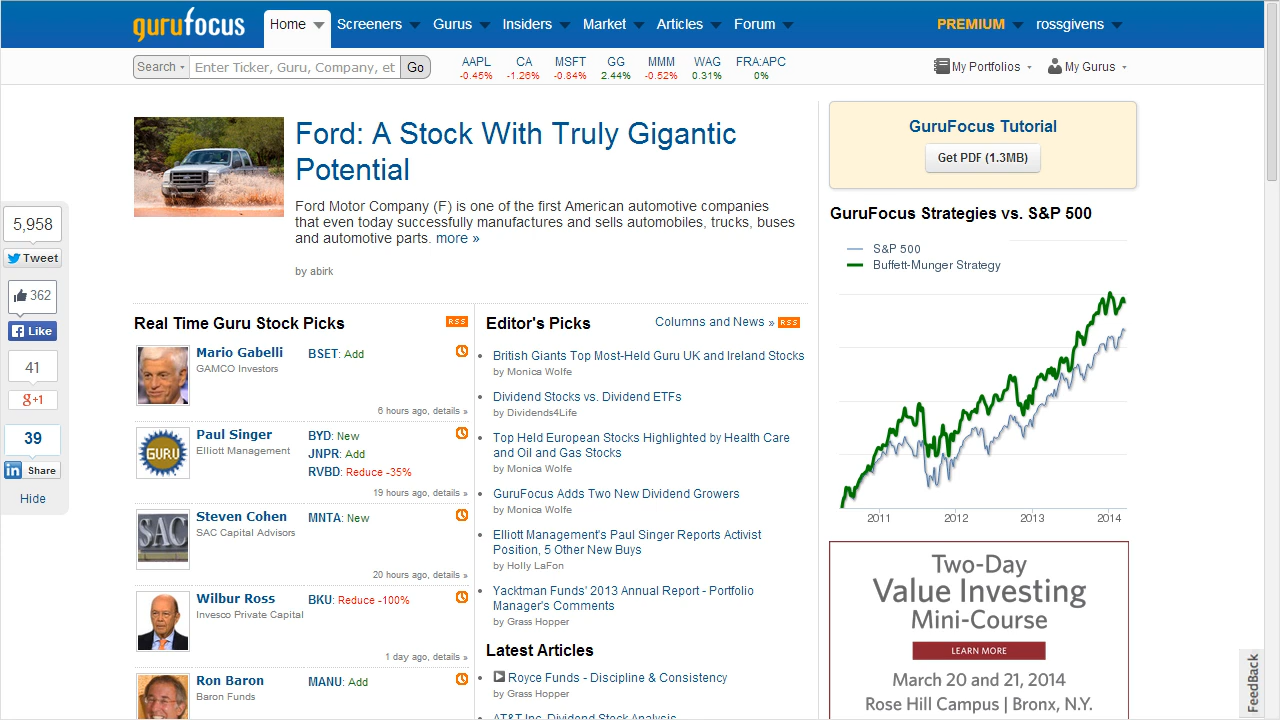 gurufocus
Home
Screeners
Gurus
Insiders
Market
Articles
Forum
PREMIUM
rossgivens
Search
Enter Ticker, Guru, Company, et
Go
AAPL
-0.45%
CA
-1.26%
MSFT
-0.84%
GG
2.44%
MMM
-0.52%
WAG
0.31%
FRA:APC
0%
My Portfolios
My Gurus
5,958
Tweet
362
Like
41
g+1
39
in Share
Hide
Ford: A Stock With Truly Gigantic
Potential
Ford Motor Company (F) is one of the first American automotive companies
that even today successfully manufactures and sells automobiles, trucks, buses
and automotive parts. more »
by abirk
Real Time Guru Stock Picks
RSS
Mario Gabelli
GAMCO Investors
BSET: Add
6 hours ago, details »
GURU
Paul Singer
Elliott Management
BYD: New
JNPR: Add
RVBD: Reduce -35%
19 hours ago, details »
SAC
Steven Cohen
SAC Capital Advisors
MNTA: New
20 hours ago, details »
Wilbur Ross
Invesco Private Capital
BKU: Reduce -100%
1 day ago, details »
Ron Baron
Baron Funds
MANU: Add
Editor's Picks
Columns and News »
RSS
British Giants Top Most-Held Guru UK and Ireland Stocks
by Monica Wolfe
Dividend Stocks vs. Dividend ETFs
by Dividends4Life
Top Held European Stocks Highlighted by Health Care
and Oil and Gas Stocks
by Monica Wolfe
GuruFocus Adds Two New Dividend Growers
by Monica Wolfe
Elliott Management's Paul Singer Reports Activist
Position, 5 Other New Buys
by Holly LaFon
Yacktman Funds' 2013 Annual Report - Portfolio
Manager's Comments
by Grass Hopper
Latest Articles
Royce Funds - Discipline & Consistency
by Grass Hopper
AT&T Inc. Dividend Stock Analysis
GuruFocus Tutorial
Get PDF (1.3MB)
GuruFocus Strategies vs. S&P 500
S&P 500
Buffett-Munger Strategy
2011
2012
2013
2014
Two-Day
Value Investing
Mini-Course
LEARN MORE
March 20 and 21, 2014
Rose Hill Campus | Bronx, N.Y.
FeedBack